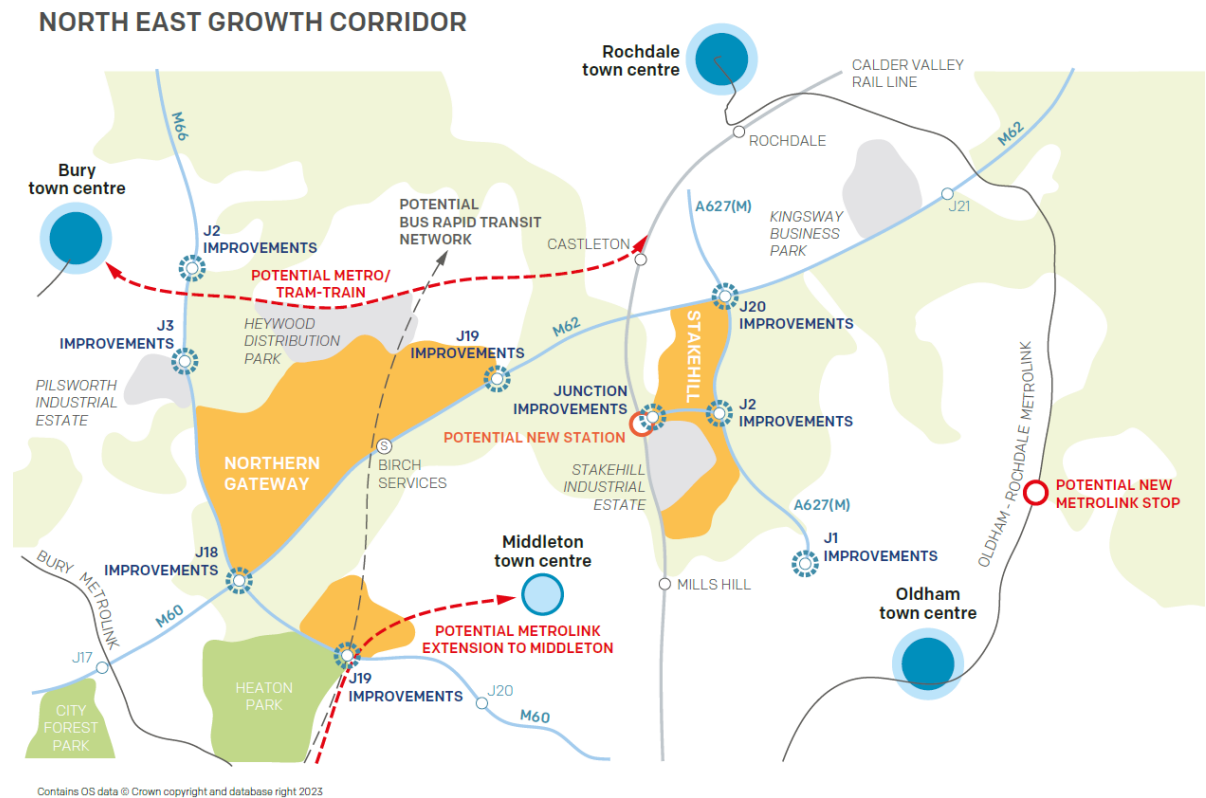 NORTH EAST GROWTH CORRIDOR
Rochdale
town centre
CALDER VALLEY
RAIL LINE
M66
M62
ROCHDALE
Bury
town centre
POTENTIAL
BUS RAPID TRANSIT
NETWORK
A627(M)
J21
KINGSWAY
BUSINESS
PARK
J2
IMPROVEMENTS
CASTLETON
POTENTIAL METRO/
TRAM-TRAIN
J20
IMPROVEMENTS
HEYWOOD
DISTRIBUTION
PARK
J3
IMPROVEMENTS
J19
IMPROVEMENTS
M62
STAKEHILL
PILSWORTH
INDUSTRIAL
ESTATE
JUNCTION
IMPROVEMENTS
J2
IMPROVEMENTS
POTENTIAL NEW STATION
S
BIRCH
SERVICES
NORTHERN
GATEWAY
STAKEHILL
INDUSTRIAL
ESTATE
OLDHAM - ROCHDALE METROLINK
POTENTIAL NEW
METROLINK STOP
A627(M)
J1
IMPROVEMENTS
J18
IMPROVEMENTS
Middleton
town centre
MILLS HILL
BURY METROLINK
M60
Oldham
town centre
POTENTIAL METROLINK
EXTENSION TO MIDDLETON
J17
J19
IMPROVEMENTS
J20
M60
HEATON
PARK
CITY
FOREST
PARK
Contains OS data © Crown copyright and database right 2023